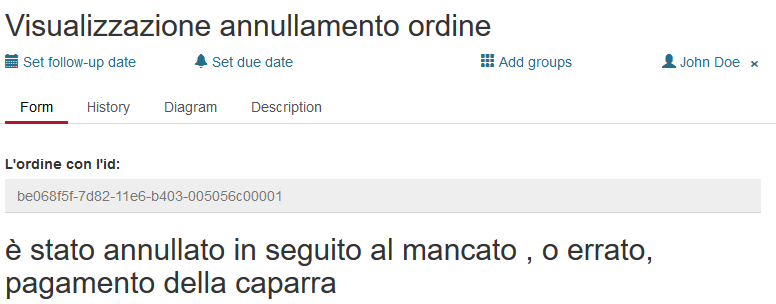 Visualizzazione annullamento ordine
Set follow-up date Set due date Add groups John Doe ×
Form History Diagram Description
L'ordine con l'id:
be068f5f-7d82-11e6-b403-005056c00001
è stato annullato in seguito al mancato , o errato,
pagamento della caparra